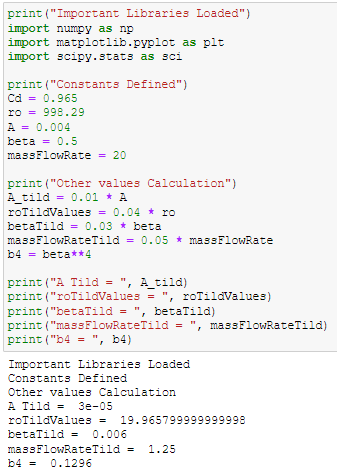 print("Important Libraries Loaded")
import numpy as np
import matplotlib.pyplot as plt
import scipy.stats as sci
print("Constants Defined")
Cd = 0.965
ro = 998.29
A = 0.004
beta = 0.5
massFlowRate = 20
print("Other values Calculation")
A_tild = 0.01 * A
roTildValues = 0.04 * ro
betaTild = 0.03 * beta
massFlowRateTild = 0.05 * massFlowRate
b4 = beta**4
print("A Tild = ", A_tild)
print("roTildValues = ", roTildValues)
print("betaTild = ", betaTild)
print("massFlowRateTild = ", massFlowRateTild)
print("b4 = ", b4)
Important Libraries Loaded
Constants Defined
Other values Calculation
A Tild =  3e-05
roTildValues =  19.965799999999998
betaTild =  0.006
massFlowRateTild =  1.25
b4 =  0.1296